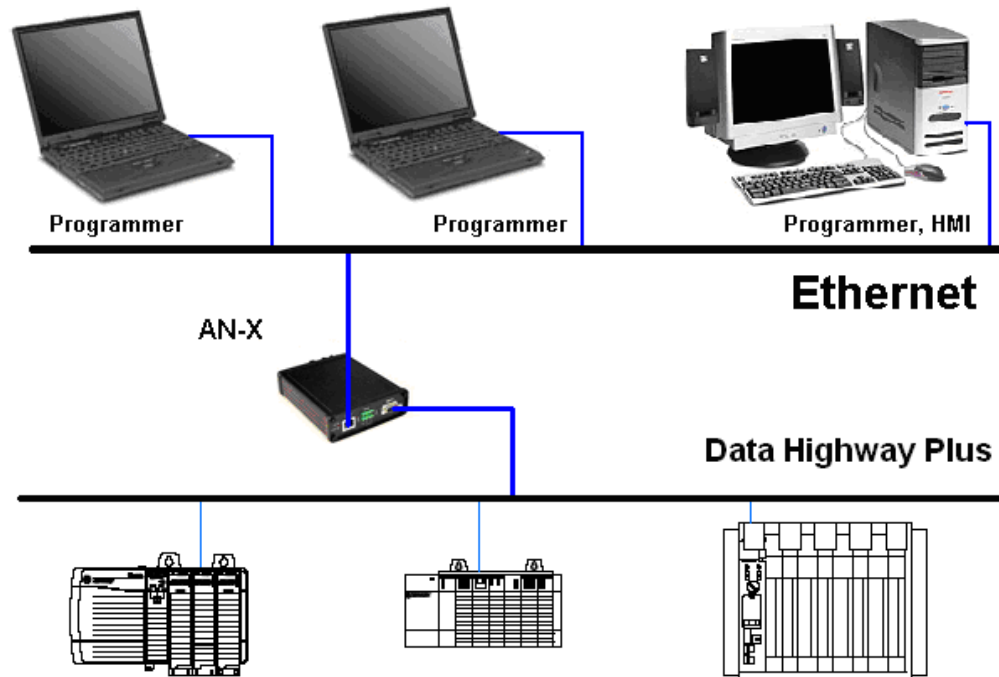 Programmer
Programmer
Programmer, HMI
Ethernet
AN-X
Data Highway Plus